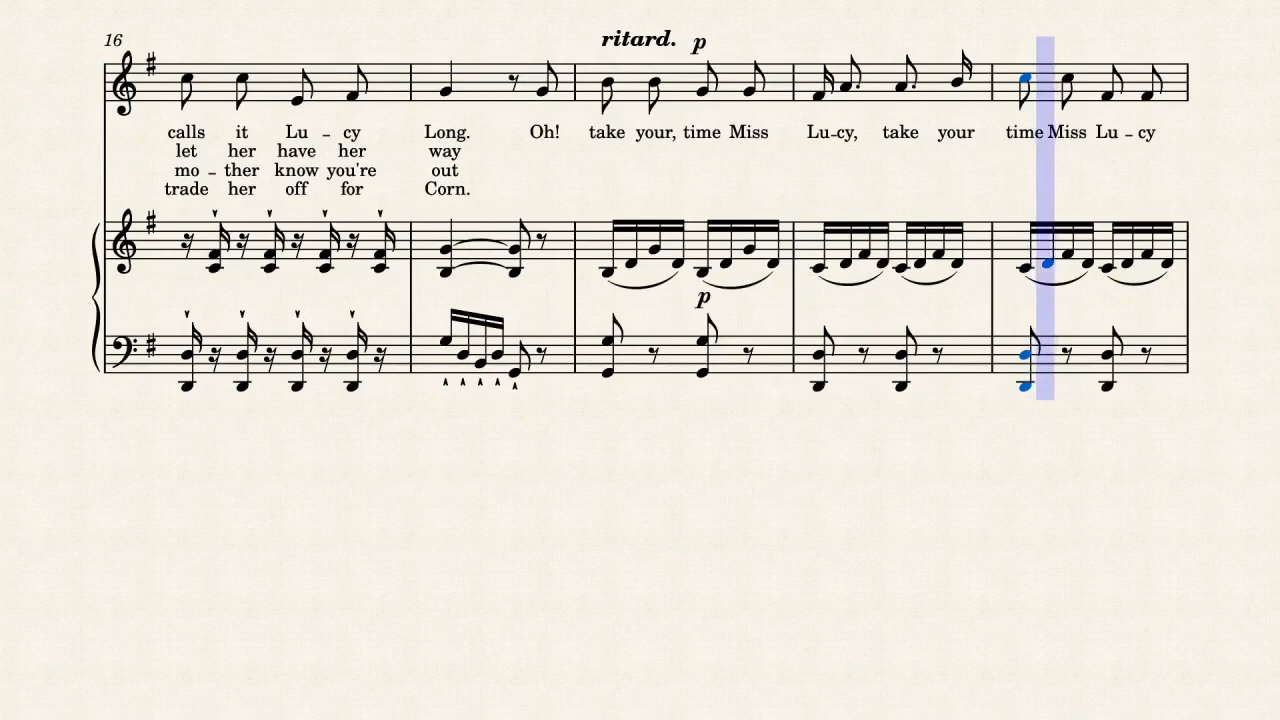 16
ritard. p
calls it Lu – cy Long. Oh! take your, time Miss Lu-cy, take your time Miss Lu – cy
let her have her way
mo – ther know you're out
trade her off for Corn.
p